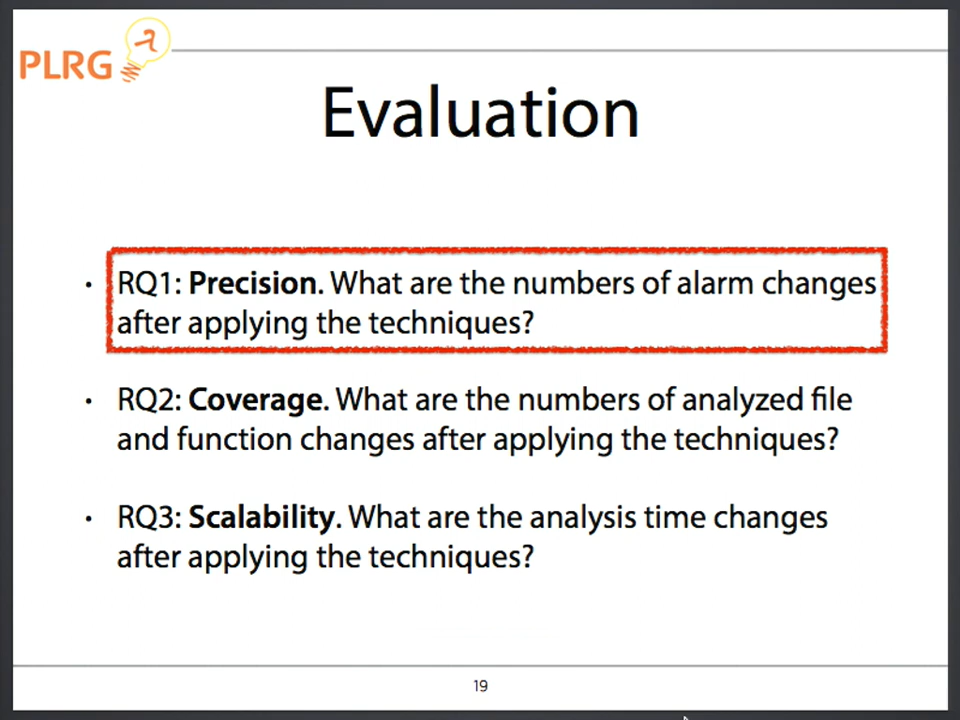 PLRG
Evaluation
• RQ1: Precision. What are the numbers of alarm changes
after applying the techniques?
• RQ2: Coverage. What are the numbers of analyzed file
and function changes after applying the techniques?
• RQ3: Scalability. What are the analysis time changes
after applying the techniques?
19